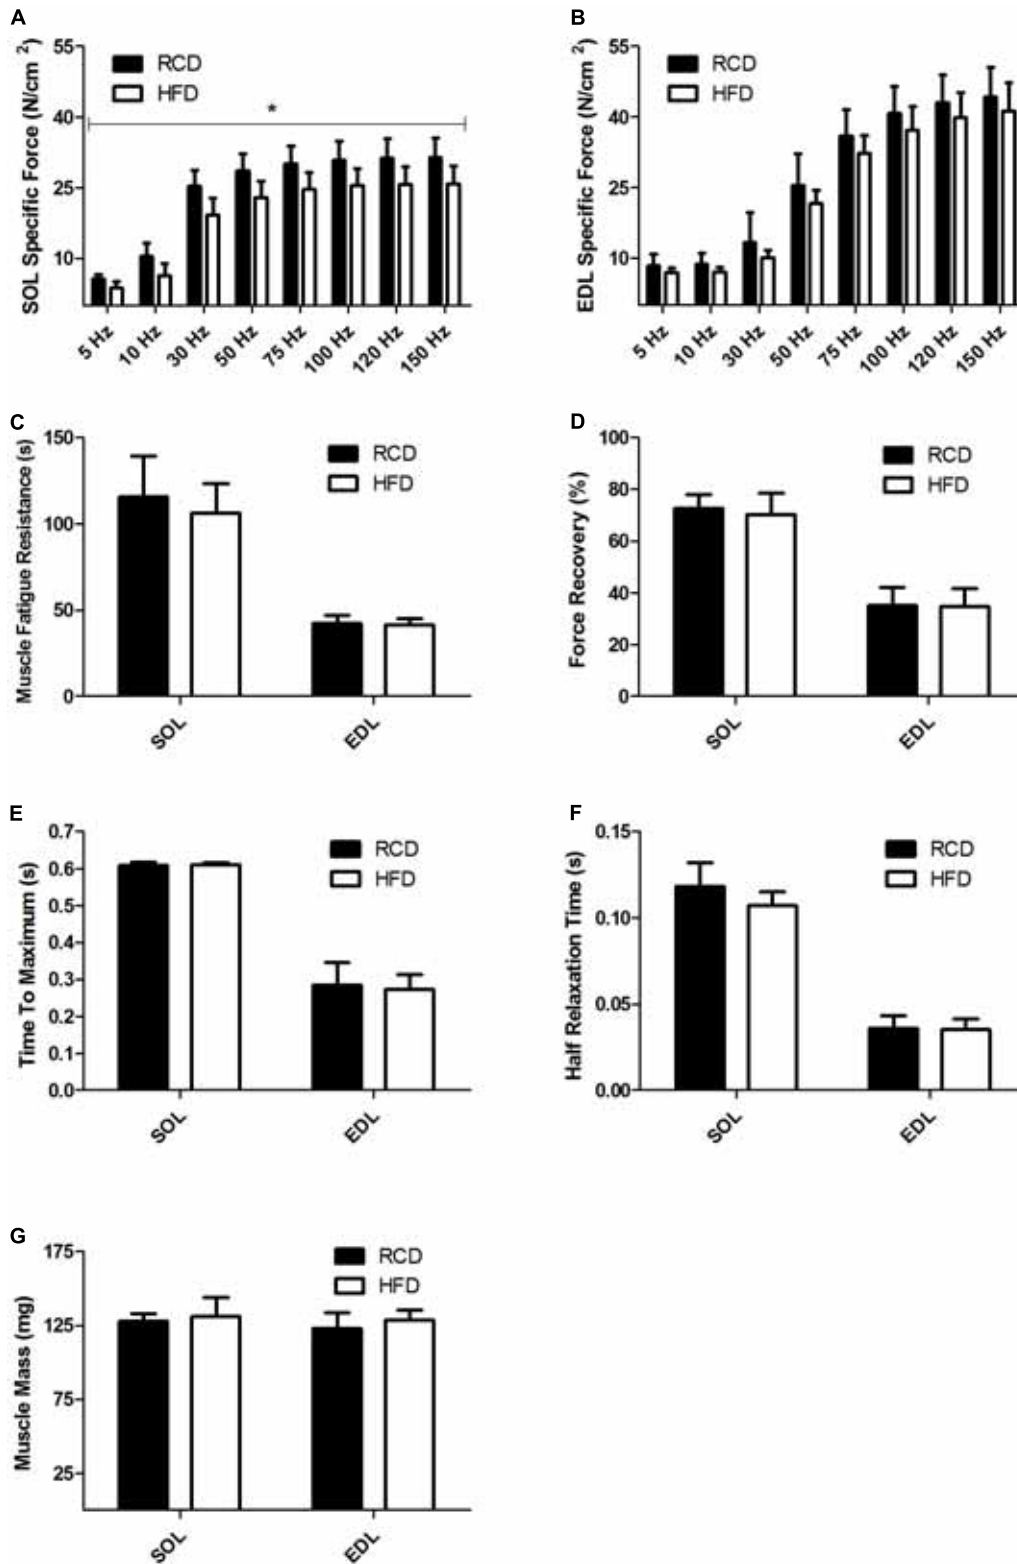 A
SOL Specific Force (N/cm 2)
55
40
25
10
RCD
HFD
*
5 Hz
10 Hz
30 Hz
50 Hz
75 Hz
100 Hz
120 Hz
150 Hz
B
EDL Specific Force (N/cm 2)
55
40
25
10
RCD
HFD
5 Hz
10 Hz
30 Hz
50 Hz
75 Hz
100 Hz
120 Hz
150 Hz
C
Muscle Fatigue Resistance (s)
150
100
50
0
RCD
HFD
SOL
EDL
D
Force Recovery (%)
100
80
60
40
20
0
RCD
HFD
SOL
EDL
E
Time To Maximum (s)
0.7
0.6
0.5
0.4
0.3
0.2
0.1
0.0
RCD
HFD
SOL
EDL
F
Half Relaxation Time (s)
0.15
0.10
0.05
0.00
RCD
HFD
SOL
EDL
G
Muscle Mass (mg)
175
125
75
25
RCD
HFD
SOL
EDL